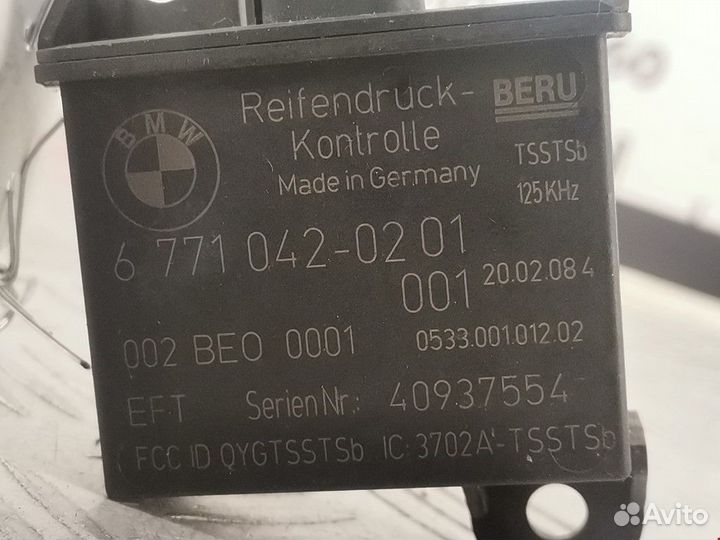 BMW
Reifendruck-
Kontrolle
Made in Germany
BERU
TSSTSb
125KHz
6 771 042-02 01
001
20.02.08 4
002 BE0 0001
0533.001.012.02
EFT
Serien Nr.: 40937554
FCC ID QYGTSSTSb IC:3702A-TSSTSb
Avito